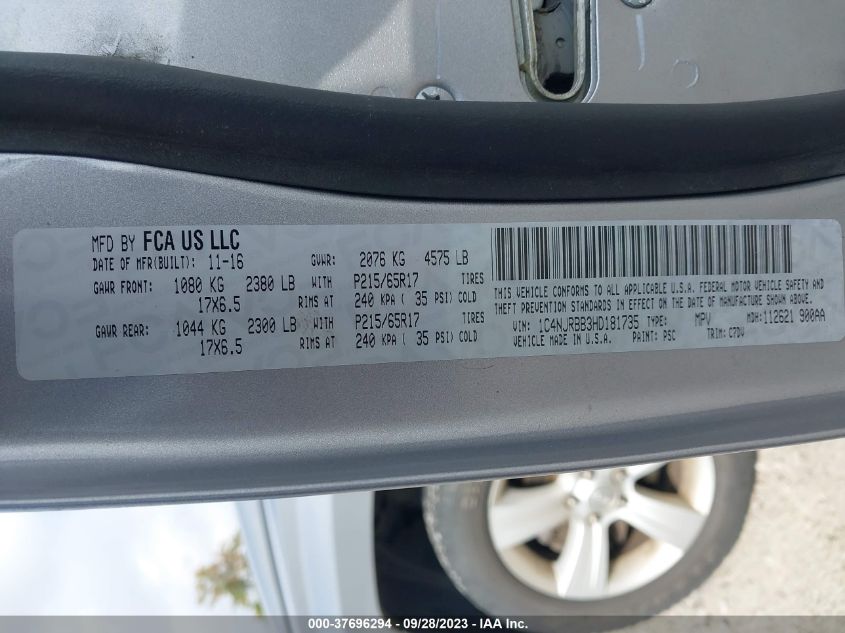 MFD BY FCA US LLC
DATE OF MFR(BUILT): 11-16 GVWR: 2076 KG 4575 LB
GAWR FRONT: 1080 KG 2380 LB WITH P215/65R17 TIRES
17X6.5 RIMS AT 240 KPA ( 35 PSI) COLD
GAWR REAR: 1044 KG 2300 LB WITH P215/65R17 TIRES
17X6.5 RIMS AT 240 KPA ( 35 PSI) COLD
THIS VEHICLE CONFORMS TO ALL APPLICABLE U.S.A. FEDERAL MOTOR VEHICLE SAFETY AND
THEFT PREVENTION STANDARDS IN EFFECT ON THE DATE OF MANUFACTURE SHOWN ABOVE.
VIN: 1C4NJRBB3HD181735 TYPE: MPV MDH:112621 900AA
VEHICLE MADE IN U.S.A. PAINT: PSC TRIM: C7DV
000-37696294 - 09/28/2023 - IAA Inc.